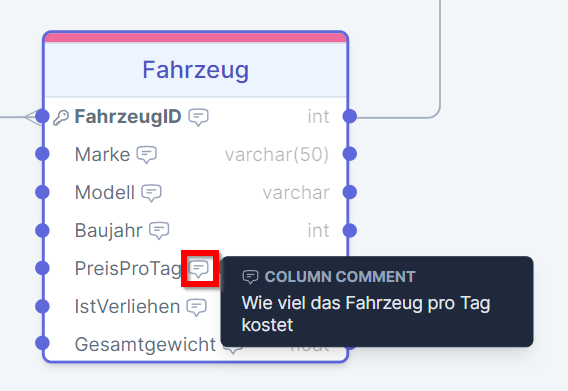 Fahrzeug
FahrzeugID int
Marke varchar(50)
Modell varchar
Baujahr int
PreisProTag
COLUMN COMMENT
Wie viel das Fahrzeug pro Tag
kostet
IstVerliehen
Gesamtgewicht float